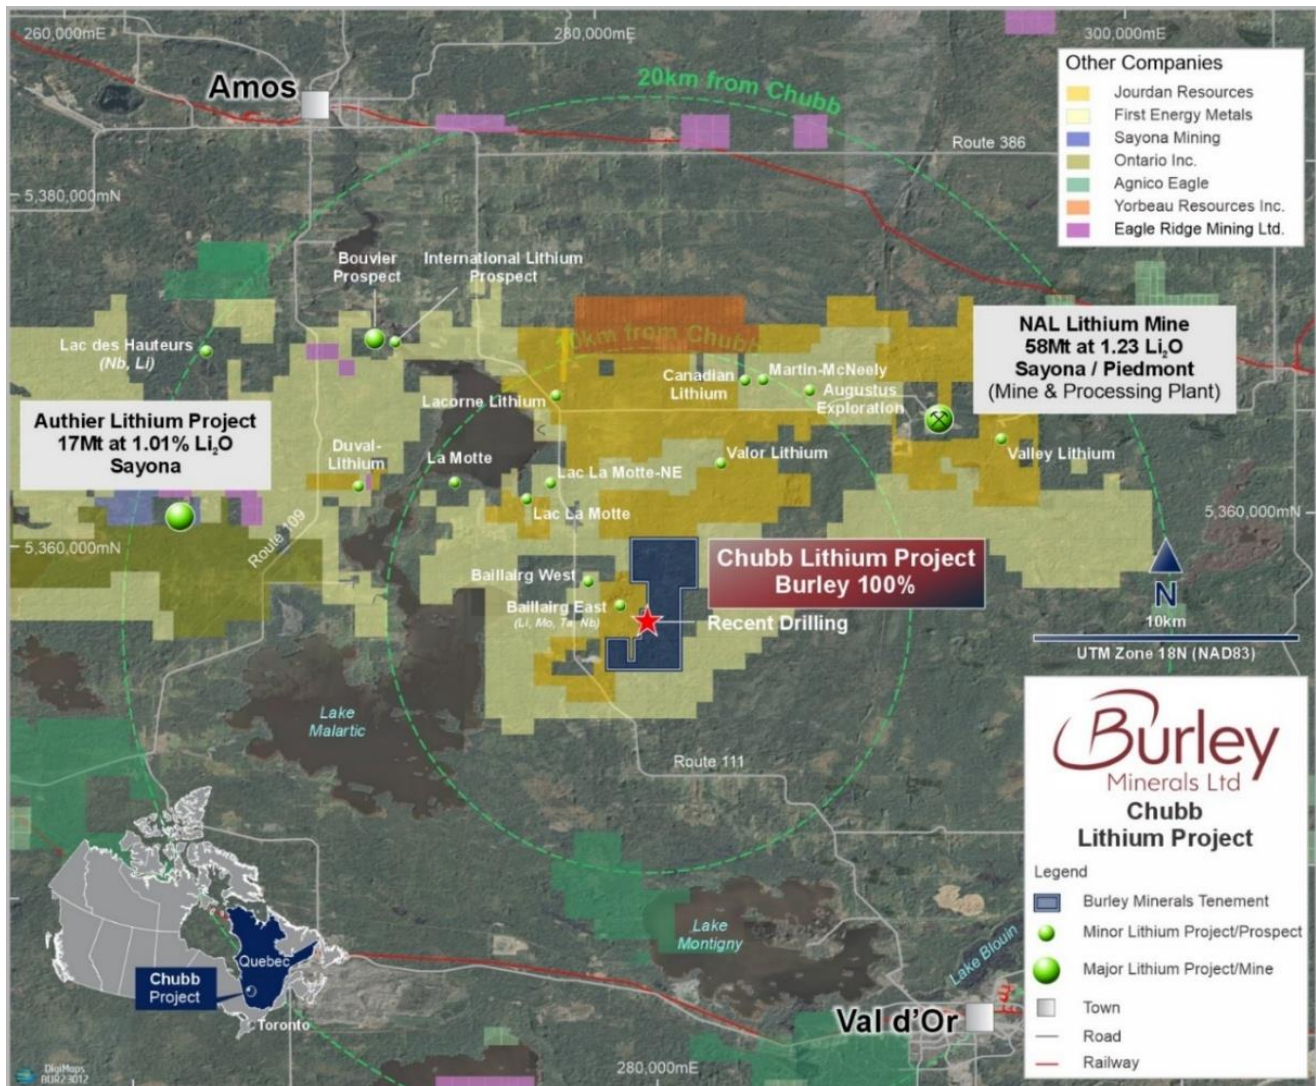 260,000mE
280,000mE
300,000mE
Other Companies
Jourdan Resources
First Energy Metals
Sayona Mining
Ontario Inc.
Agnico Eagle
Yorbeau Resources Inc.
Eagle Ridge Mining Ltd.
Amos
20km from Chubb
Route 386
5,380,000mN
Bouvier
Prospect
International Lithium
Prospect
Lac des Hauteurs
(Nb, Li)
10km from Chubb
NAL Lithium Mine
58Mt at 1.23 Li₂O
Sayona / Piedmont
(Mine & Processing Plant)
Canadian
Lithium
Martin-McNeely
Augustus
Exploration
Lacorne Lithium
Authier Lithium Project
17Mt at 1.01% Li₂O
Sayona
Duval-
Lithium
La Motte
Lac La Motte-NE
Valor Lithium
Valley Lithium
Lac La Motte
Route 109
5,360,000mN
5,360,000mN
Chubb Lithium Project
Burley 100%
Baillairg West
Baillairg East
(Li, Mo, Ta, Nb)
Recent Drilling
N
10km
UTM Zone 18N (NAD83)
Lake
Malartic
Route 111
Burley
Minerals Ltd
Chubb
Lithium Project
Legend
Burley Minerals Tenement
Minor Lithium Project/Prospect
Major Lithium Project/Mine
Town
Road
Railway
Lake
Montigny
Lake Blouin
Quebec
Chubb
Project
Toronto
Val d'Or
280,000mE
DigiMaps
BUR23012